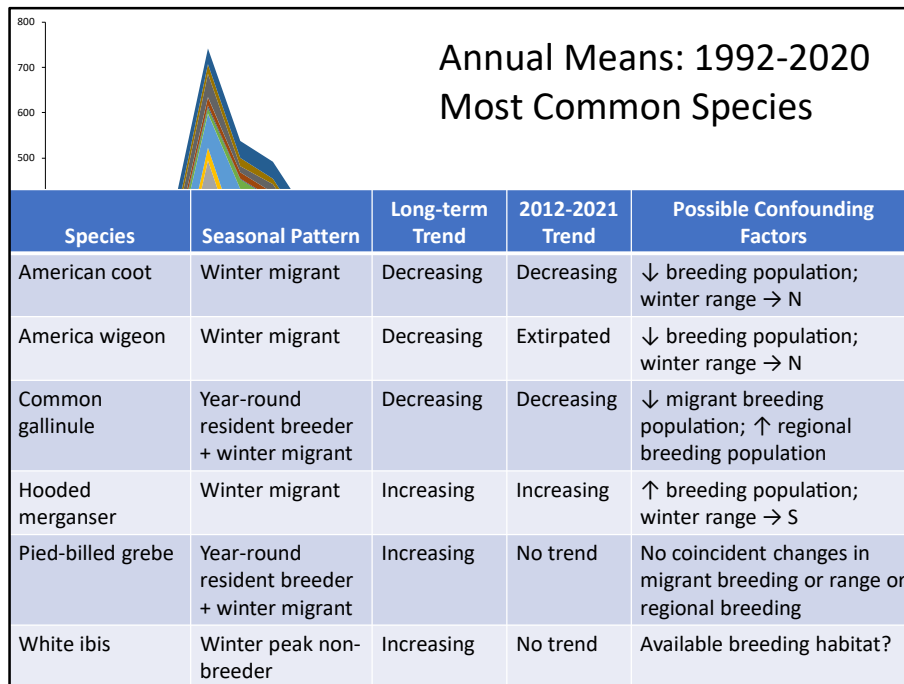 800
700
600
500
Annual Means: 1992-2020
Most Common Species
Species Seasonal Pattern Long-term Trend 2012-2021 Trend Possible Confounding Factors
American coot Winter migrant Decreasing Decreasing ↓ breeding population; winter range → N
America wigeon Winter migrant Decreasing Extirpated ↓ breeding population; winter range → N
Common gallinule Year-round resident breeder + winter migrant Decreasing Decreasing ↓ migrant breeding population; ↑ regional breeding population
Hooded merganser Winter migrant Increasing Increasing ↑ breeding population; winter range → S
Pied-billed grebe Year-round resident breeder + winter migrant Increasing No trend No coincident changes in migrant breeding or range or regional breeding
White ibis Winter peak non-breeder Increasing No trend Available breeding habitat?